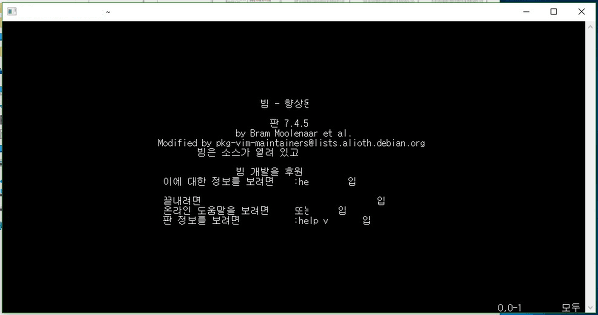 ~
빔 - 향상된
판 7.4.5
by Bram Moolenaar et al.
Modified by pkg-vim-maintainers@lists.alioth.debian.org
빔은 소스가 열려 있고
빔 개발을 후원
이에 대한 정보를 보려면 :he 입
끝내려면 입
온라인 도움말을 보려면 또는 입
판 정보를 보려면 :help v 입
0,0-1 모두